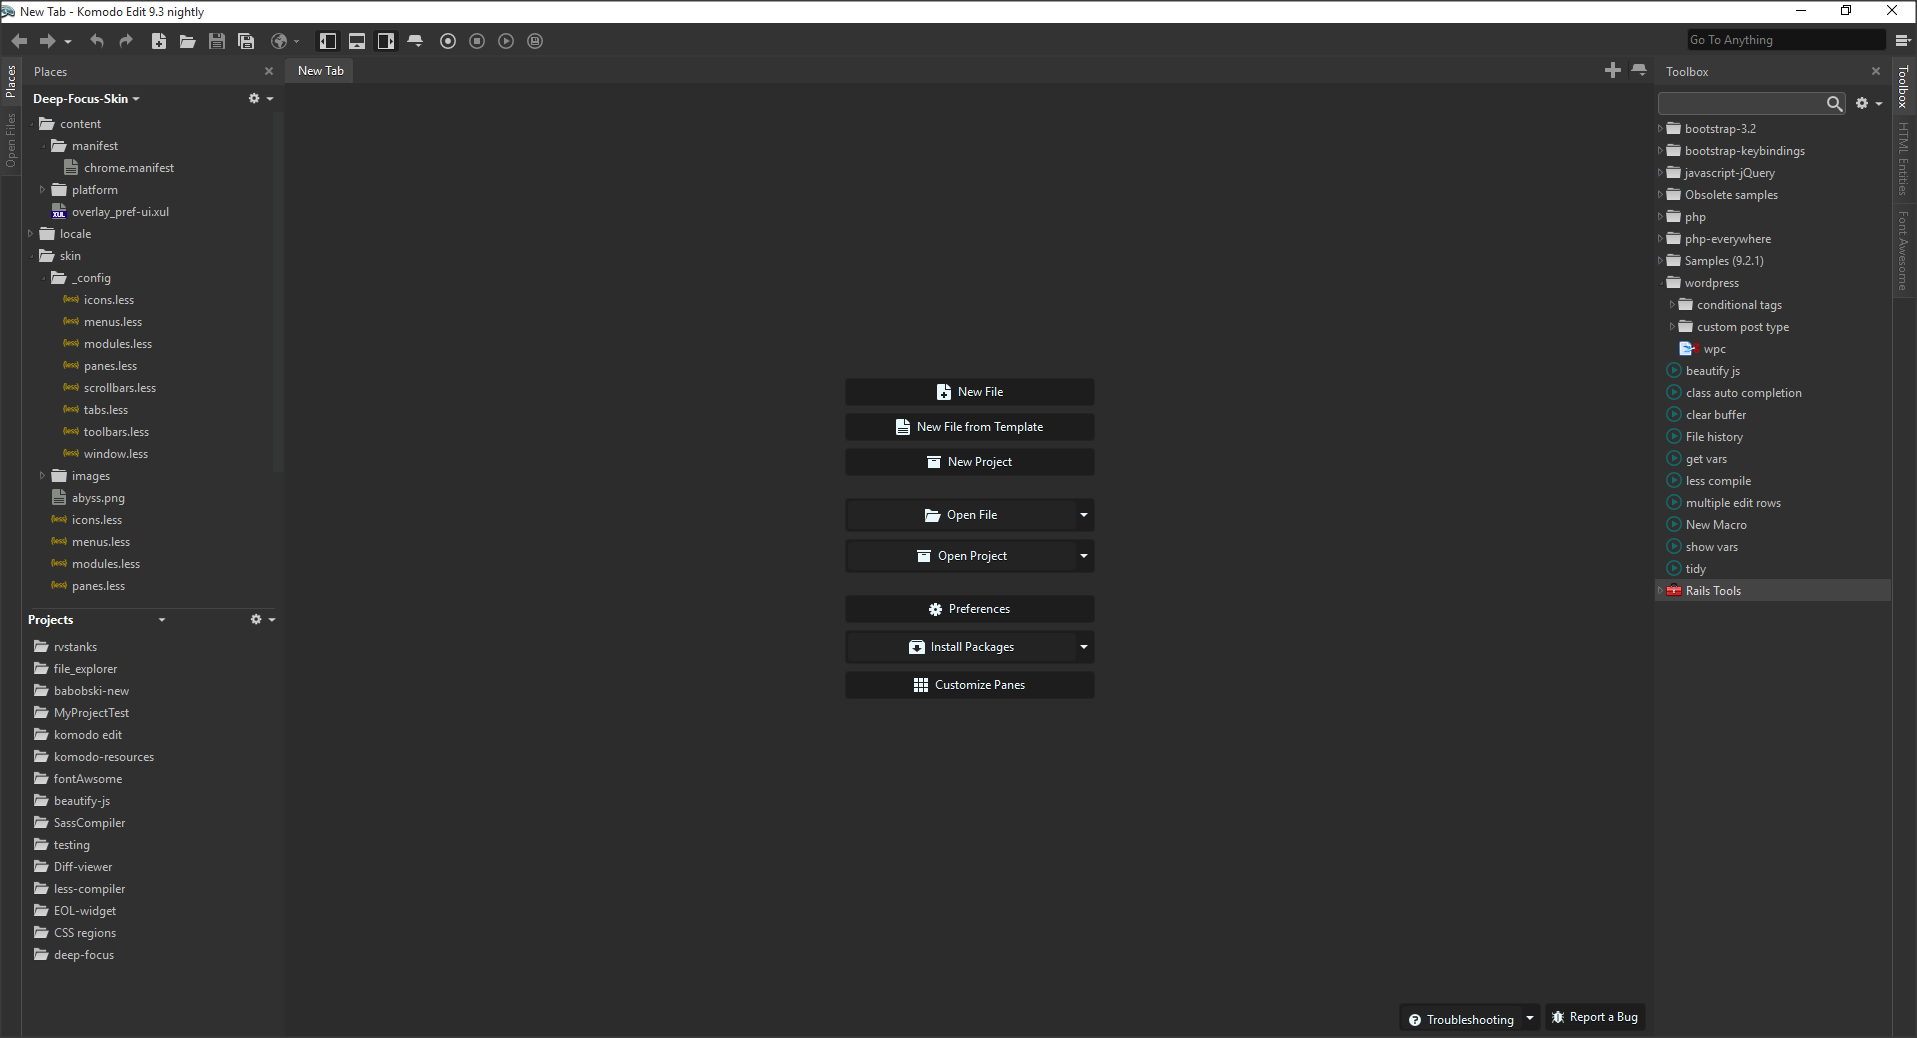 New Tab - Komodo Edit 9.3 nightly
Go To Anything
Places
Open Files
Places
Deep-Focus-Skin
content
manifest
chrome.manifest
platform
overlay_pref-ui.xul
locale
skin
_config
icons.less
menus.less
modules.less
panes.less
scrollbars.less
tabs.less
toolbars.less
window.less
images
abyss.png
icons.less
menus.less
modules.less
panes.less
Projects
rvstanks
file_explorer
babobski-new
MyProjectTest
komodo edit
komodo-resources
fontAwsome
beautify-js
SassCompiler
testing
Diff-viewer
less-compiler
EOL-widget
CSS regions
deep-focus
New Tab
New File
New File from Template
New Project
Open File
Open Project
Preferences
Install Packages
Customize Panes
Troubleshooting
Report a Bug
Toolbox
bootstrap-3.2
bootstrap-keybindings
javascript-jQuery
Obsolete samples
php
php-everywhere
Samples (9.2.1)
wordpress
conditional tags
custom post type
wpc
beautify js
class auto completion
clear buffer
File history
get vars
less compile
multiple edit rows
New Macro
show vars
tidy
Rails Tools
Toolbox
HTML Entities
Font Awesome